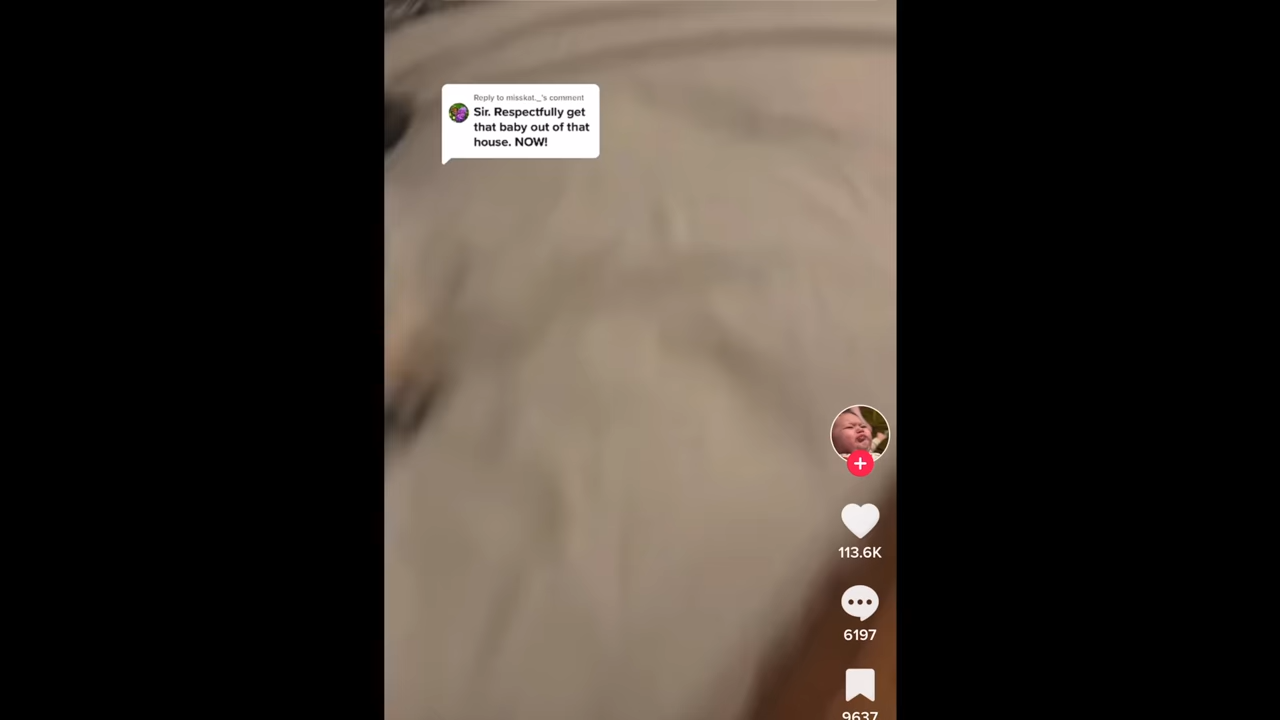 Reply to misskat._'s comment
Sir. Respectfully get
that baby out of that
house. NOW!
113.6K
6197
9637